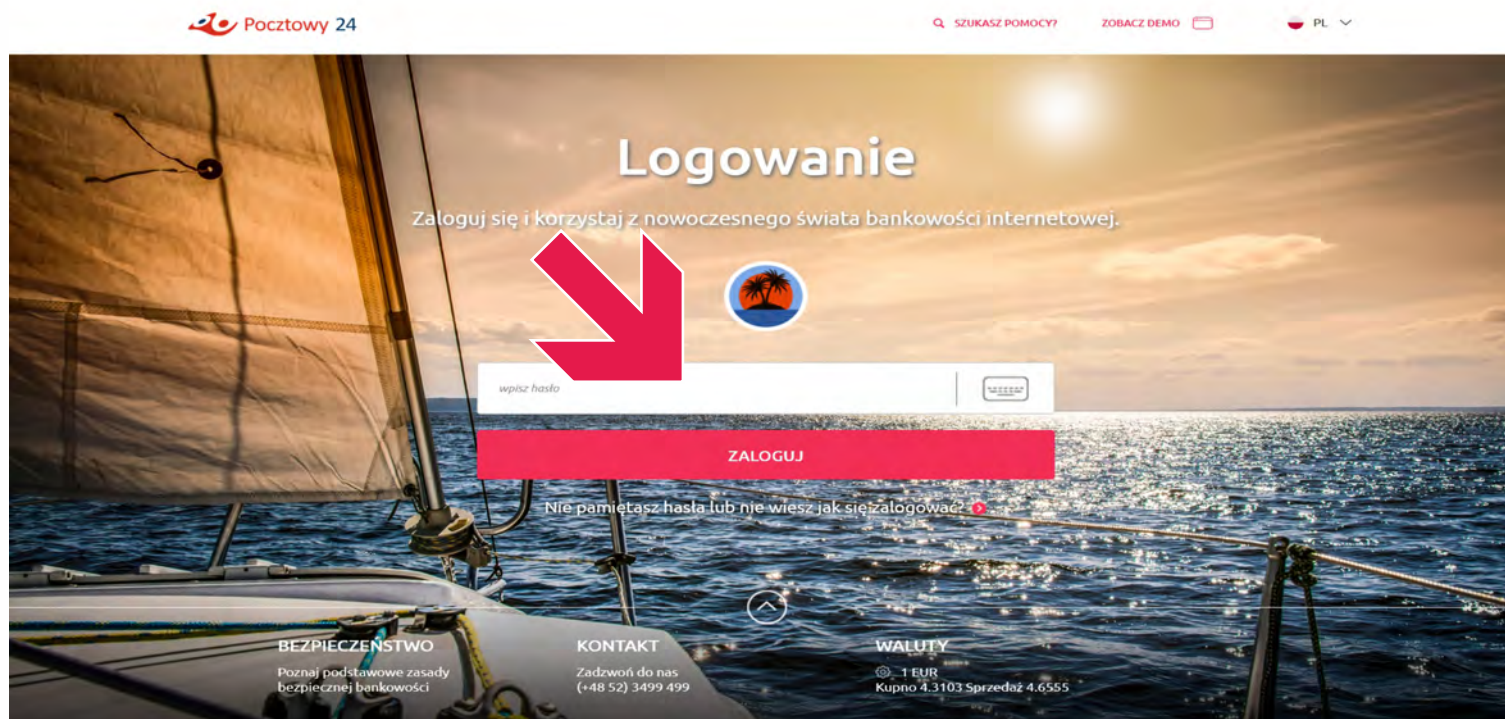 Pocztowy 24
SZUKASZ POMOCY?
ZOBACZ DEMO
PL
Logowanie
Zaloguj się i korzystaj z nowoczesnego świata bankowości internetowej.
wpisz hasło
ZALOGUJ
Nie pamiętasz hasła lub nie wiesz jak się zalogować?
BEZPIECZEŃSTWO
Poznaj podstawowe zasady
bezpiecznej bankowości
KONTAKT
Zadzwoń do nas
(+48 52) 3499 499
WALUTY
1 EUR
Kupno 4.3103 Sprzedaż 4.6555